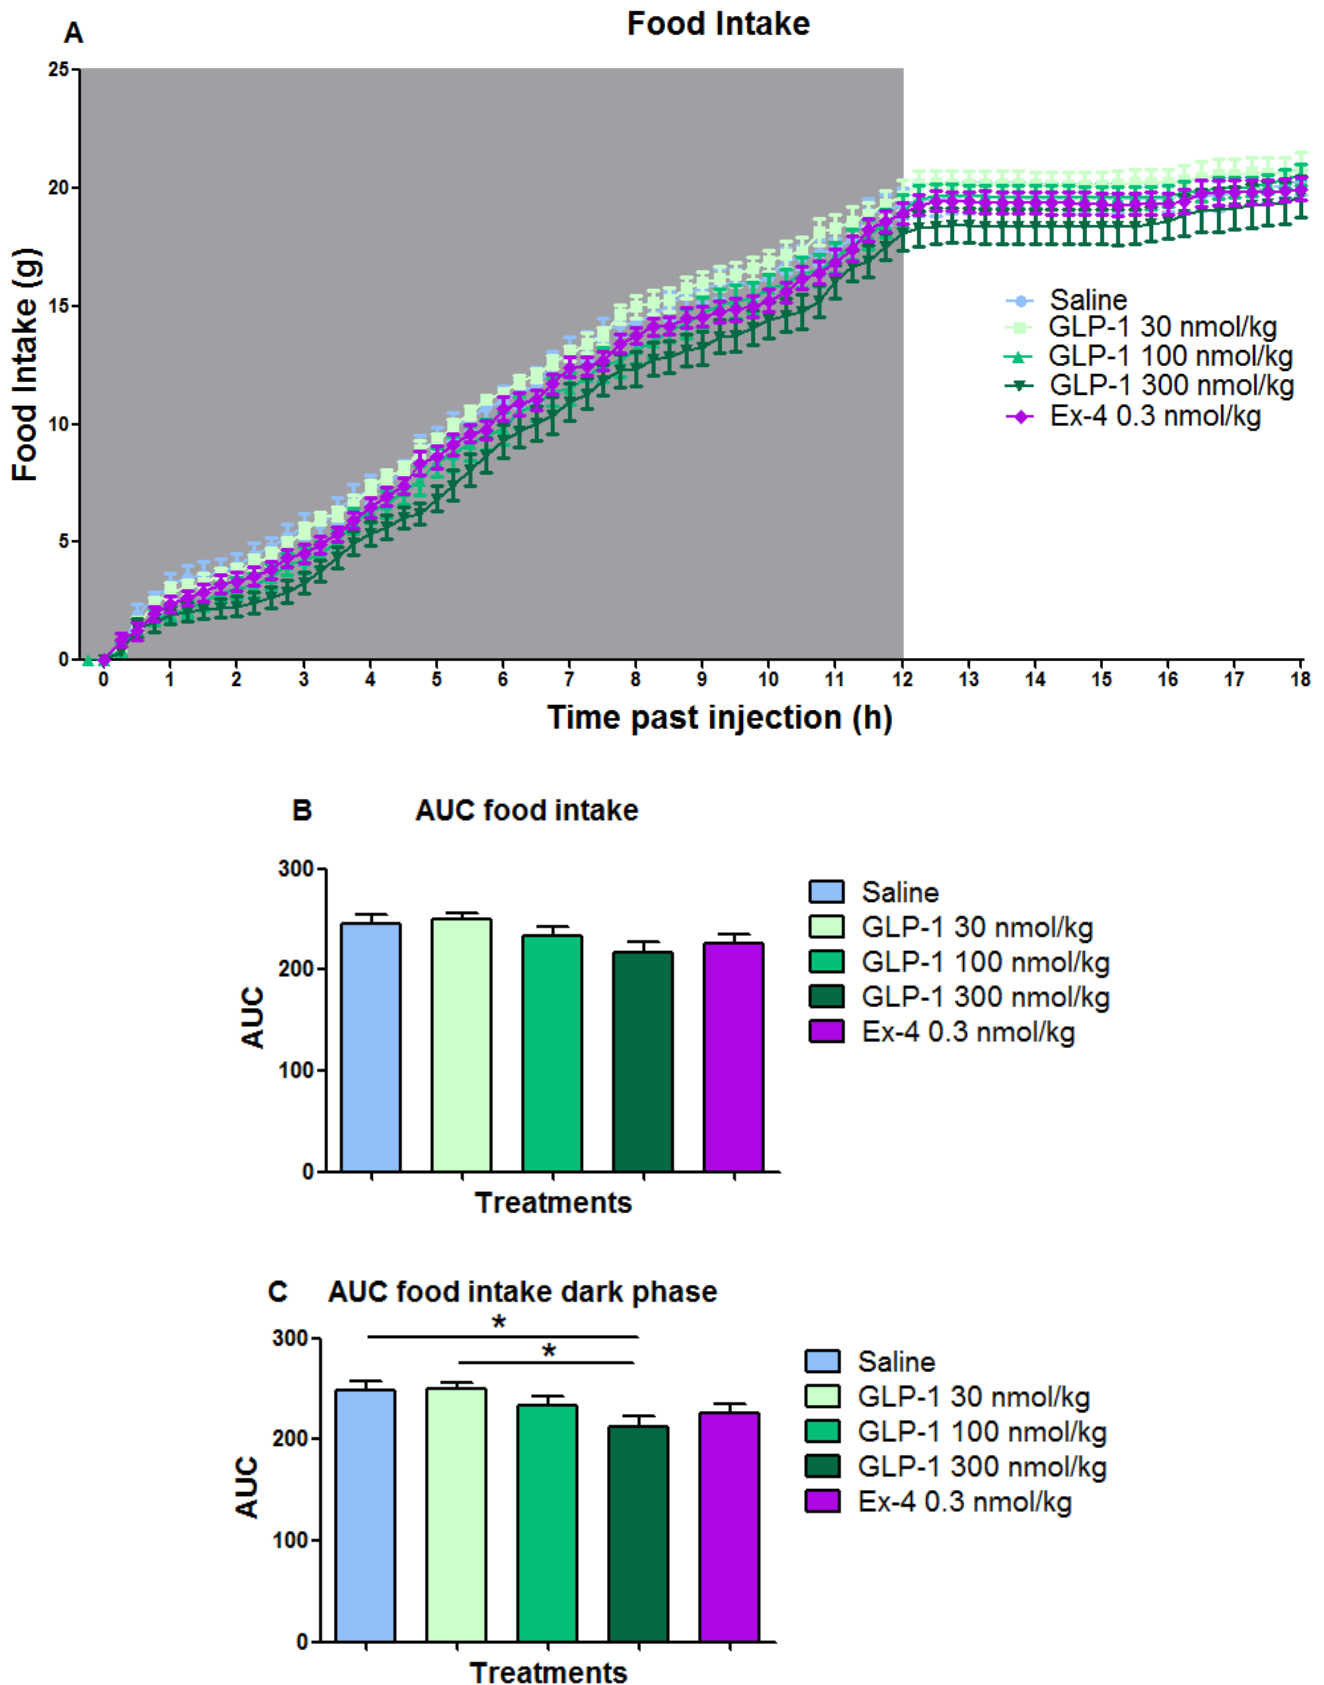 A
Food Intake
25
20
15
10
5
0
Food Intake (g)
0 1 2 3 4 5 6 7 8 9 10 11 12 13 14 15 16 17 18
Time past injection (h)
Saline
GLP-1 30 nmol/kg
GLP-1 100 nmol/kg
GLP-1 300 nmol/kg
Ex-4 0.3 nmol/kg
B AUC food intake
300
200
100
0
AUC
Treatments
Saline
GLP-1 30 nmol/kg
GLP-1 100 nmol/kg
GLP-1 300 nmol/kg
Ex-4 0.3 nmol/kg
C AUC food intake dark phase
*
*
300
200
100
0
AUC
Treatments
Saline
GLP-1 30 nmol/kg
GLP-1 100 nmol/kg
GLP-1 300 nmol/kg
Ex-4 0.3 nmol/kg